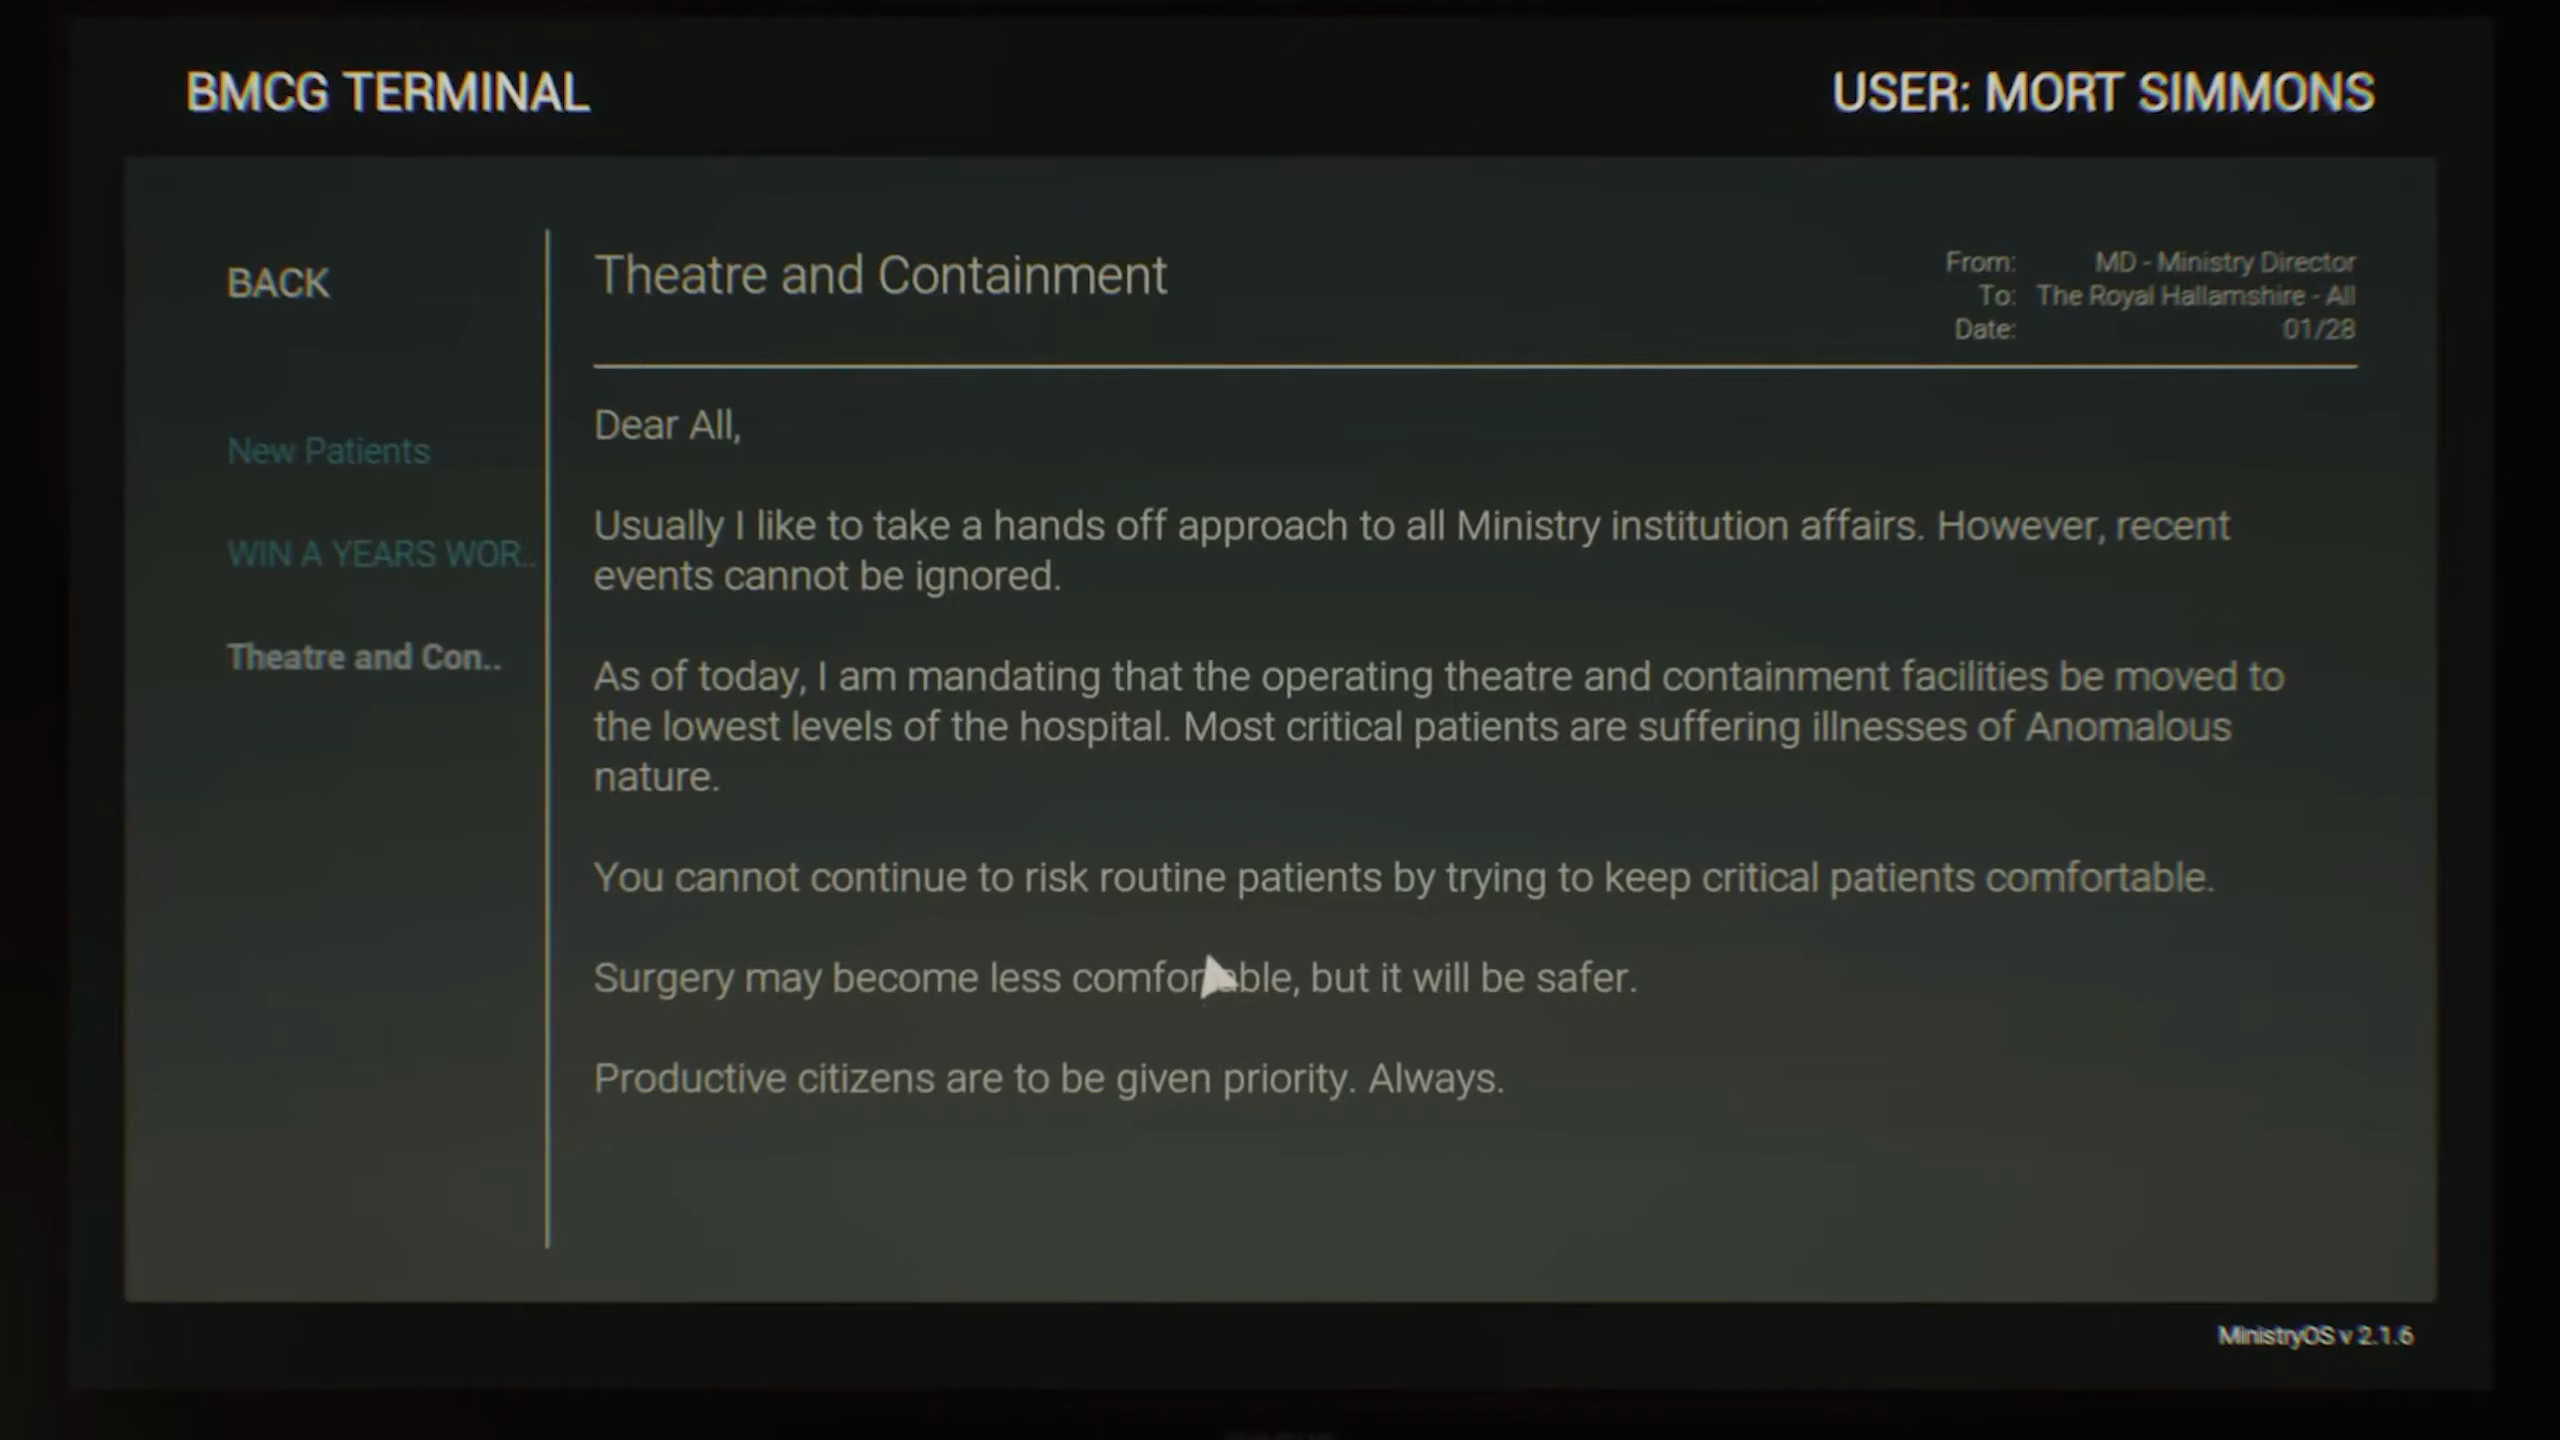 BMCG TERMINAL
USER: MORT SIMMONS
BACK
New Patients
WIN A YEARS WOR..
Theatre and Con..
Theatre and Containment
From: MD - Ministry Director
To: The Royal Hallamshire - All
Date: 01/28
Dear All,
Usually I like to take a hands off approach to all Ministry institution affairs. However, recent
events cannot be ignored.
As of today, I am mandating that the operating theatre and containment facilities be moved to
the lowest levels of the hospital. Most critical patients are suffering illnesses of Anomalous
nature.
You cannot continue to risk routine patients by trying to keep critical patients comfortable.
Surgery may become less comfortable, but it will be safer.
Productive citizens are to be given priority. Always.
MinistryOS v 2.1.6